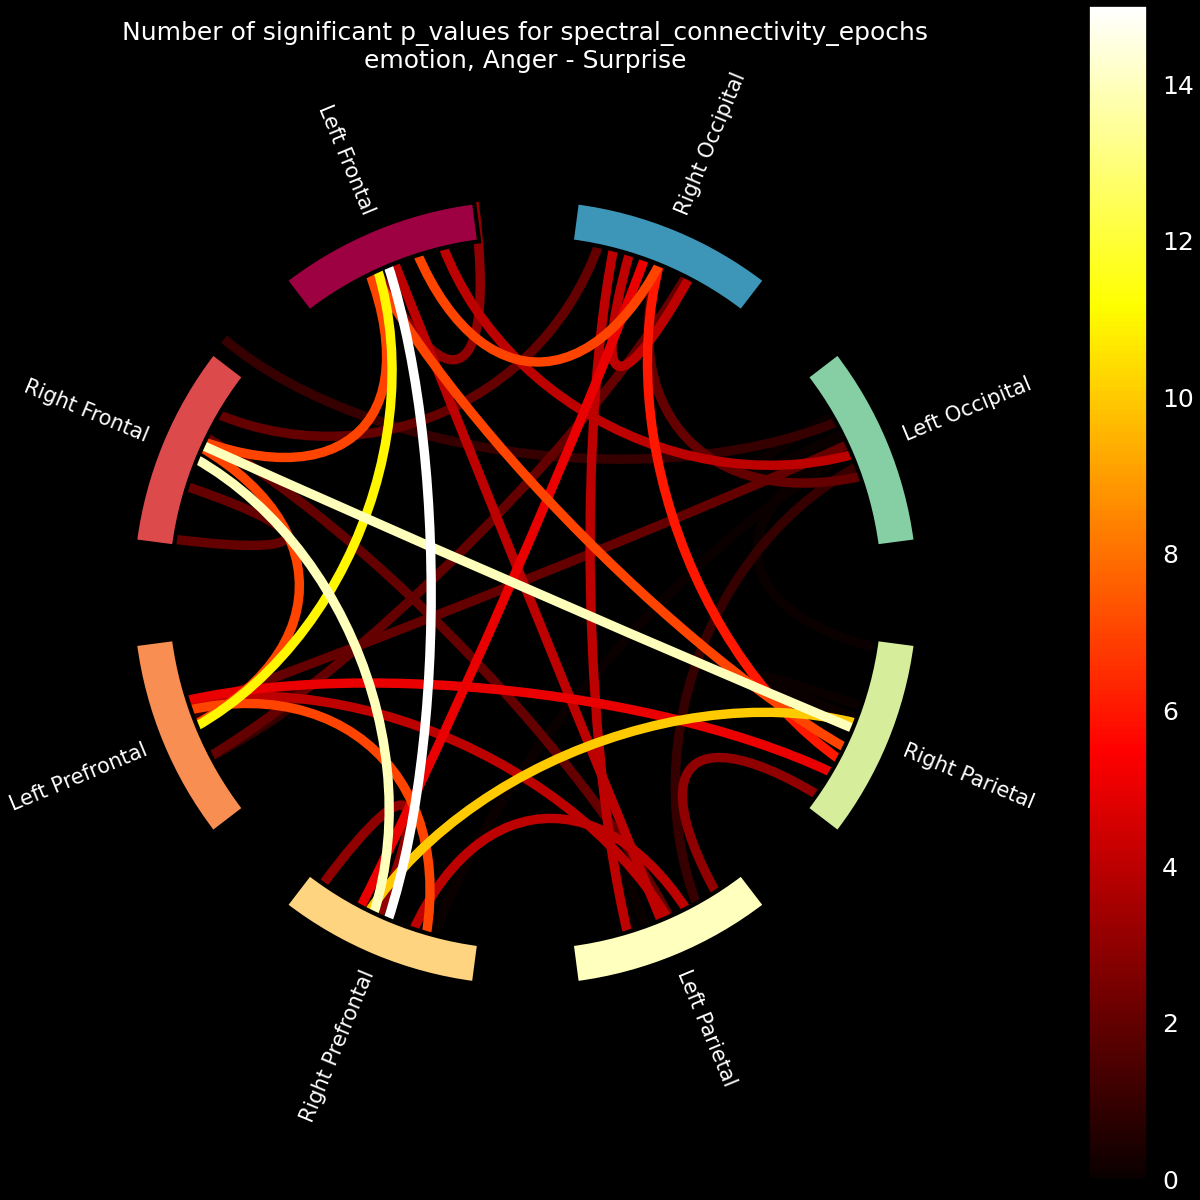 Number of significant p_values for spectral_connectivity_epochs
emotion, Anger - Surprise
Left Frontal
Right Occipital
Right Frontal
Left Occipital
Left Prefrontal
Right Parietal
Right Prefrontal
Left Parietal
14
12
10
8
6
4
2
0